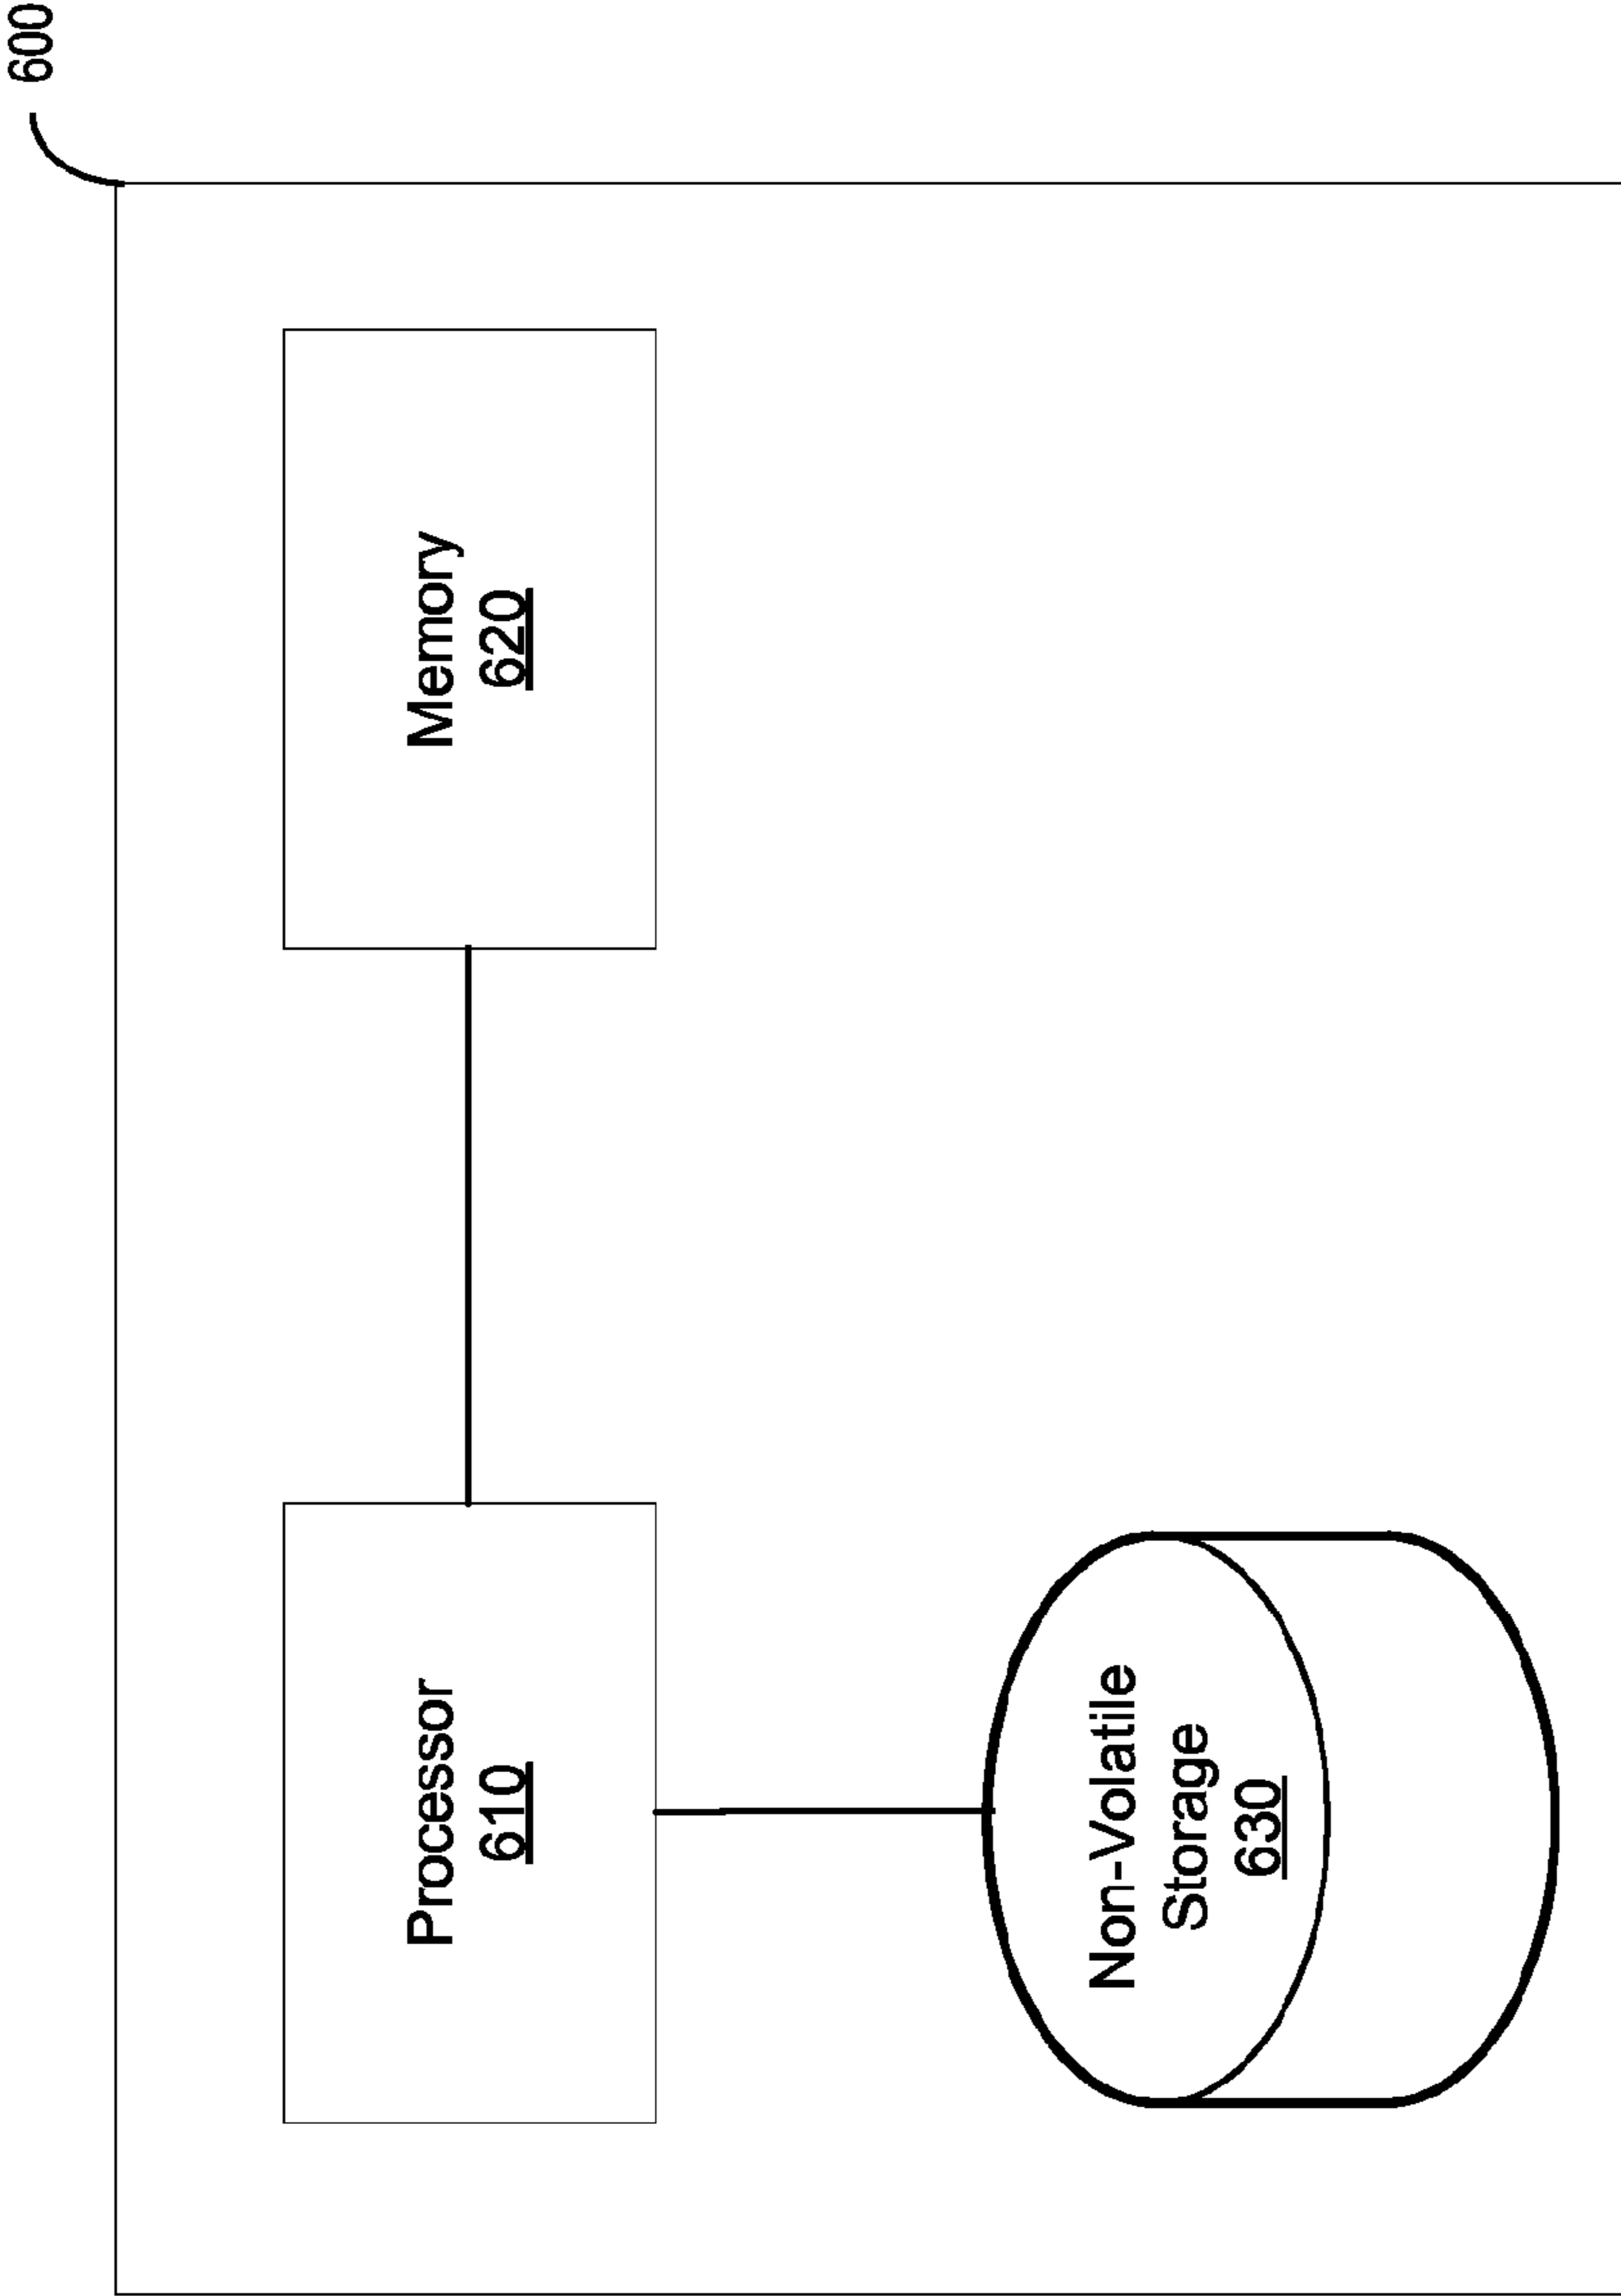 600
Processor
610
Memory
620
Non-Volatile
Storage
630